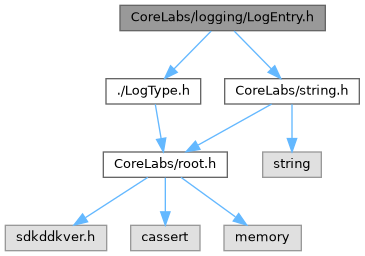 CoreLabs/logging/LogEntry.h
./LogType.h
CoreLabs/string.h
CoreLabs/root.h
string
sdkddkver.h
cassert
memory